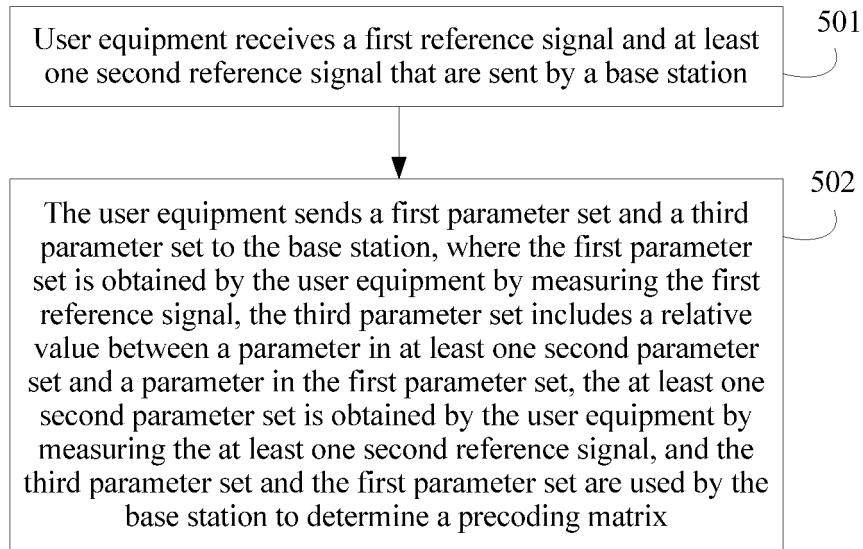 User equipment receives a first reference signal and at least
one second reference signal that are sent by a base station
501
The user equipment sends a first parameter set and a third
parameter set to the base station, where the first parameter
set is obtained by the user equipment by measuring the first
reference signal, the third parameter set includes a relative
value between a parameter in at least one second parameter
set and a parameter in the first parameter set, the at least one
second parameter set is obtained by the user equipment by
measuring the at least one second reference signal, and the
third parameter set and the first parameter set are used by the
base station to determine a precoding matrix
502